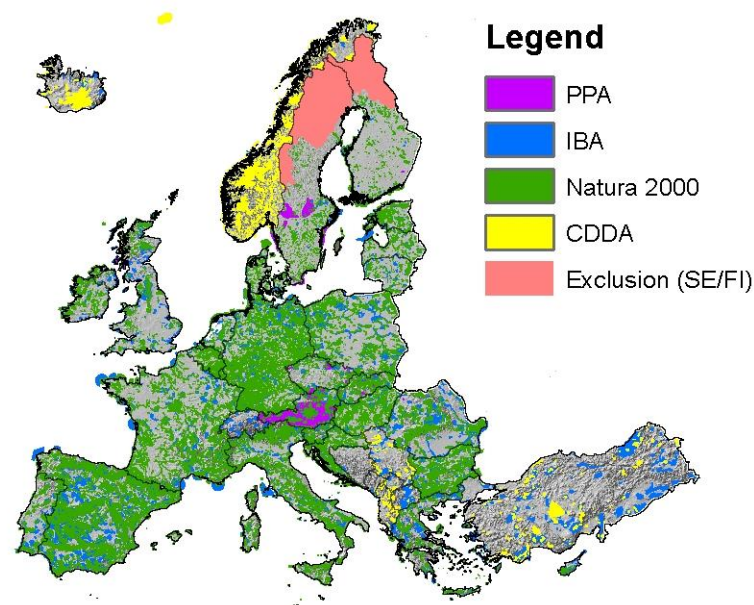 Legend
PPA
IBA
Natura 2000
CDDA
Exclusion (SE/FI)